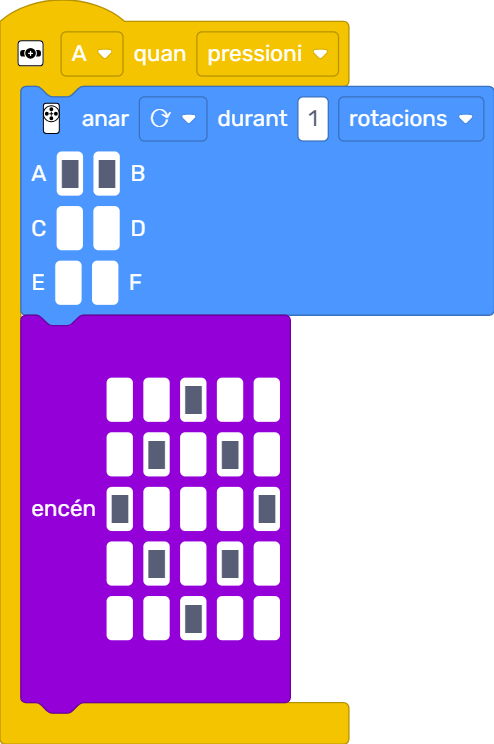 A quan pressioni
anar durant 1 rotacions
A B
C D
E F
encén